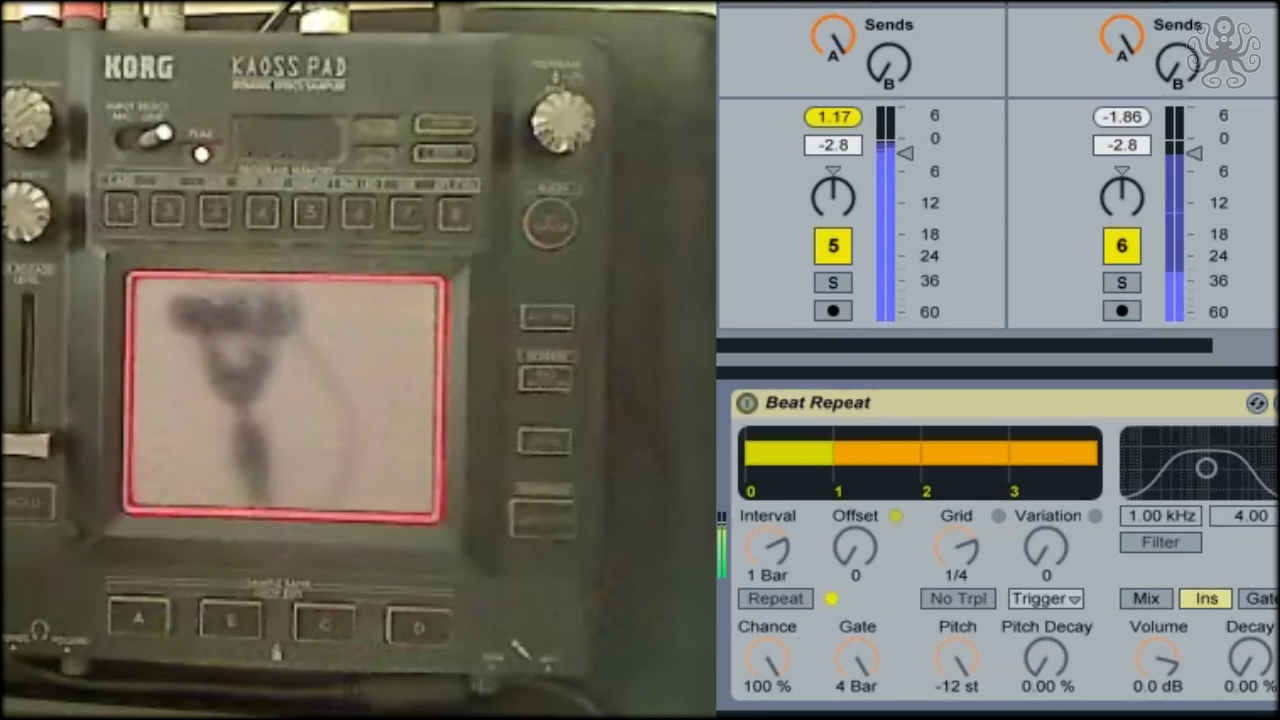 KORG
KAOSS PAD
DYNAMIC EFFECT/SAMPLER
1 2 3 4 5 6 7 8
A B C D
Sends
A
B
1.17
-2.8
6
0
6
12
18
24
36
60
5
S
Sends
A
B
-1.86
-2.8
6
0
6
12
18
24
36
60
6
S
Beat Repeat
0 1 2 3
Interval Offset Grid Variation
1 Bar 0 1/4 0
1.00 kHz 4.00
Filter
Repeat No Trpl Trigger Mix Ins Gate
Chance Gate Pitch Pitch Decay Volume Decay
100 % 4 Bar -12 st 0.00 % 0.0 dB 0.00 %